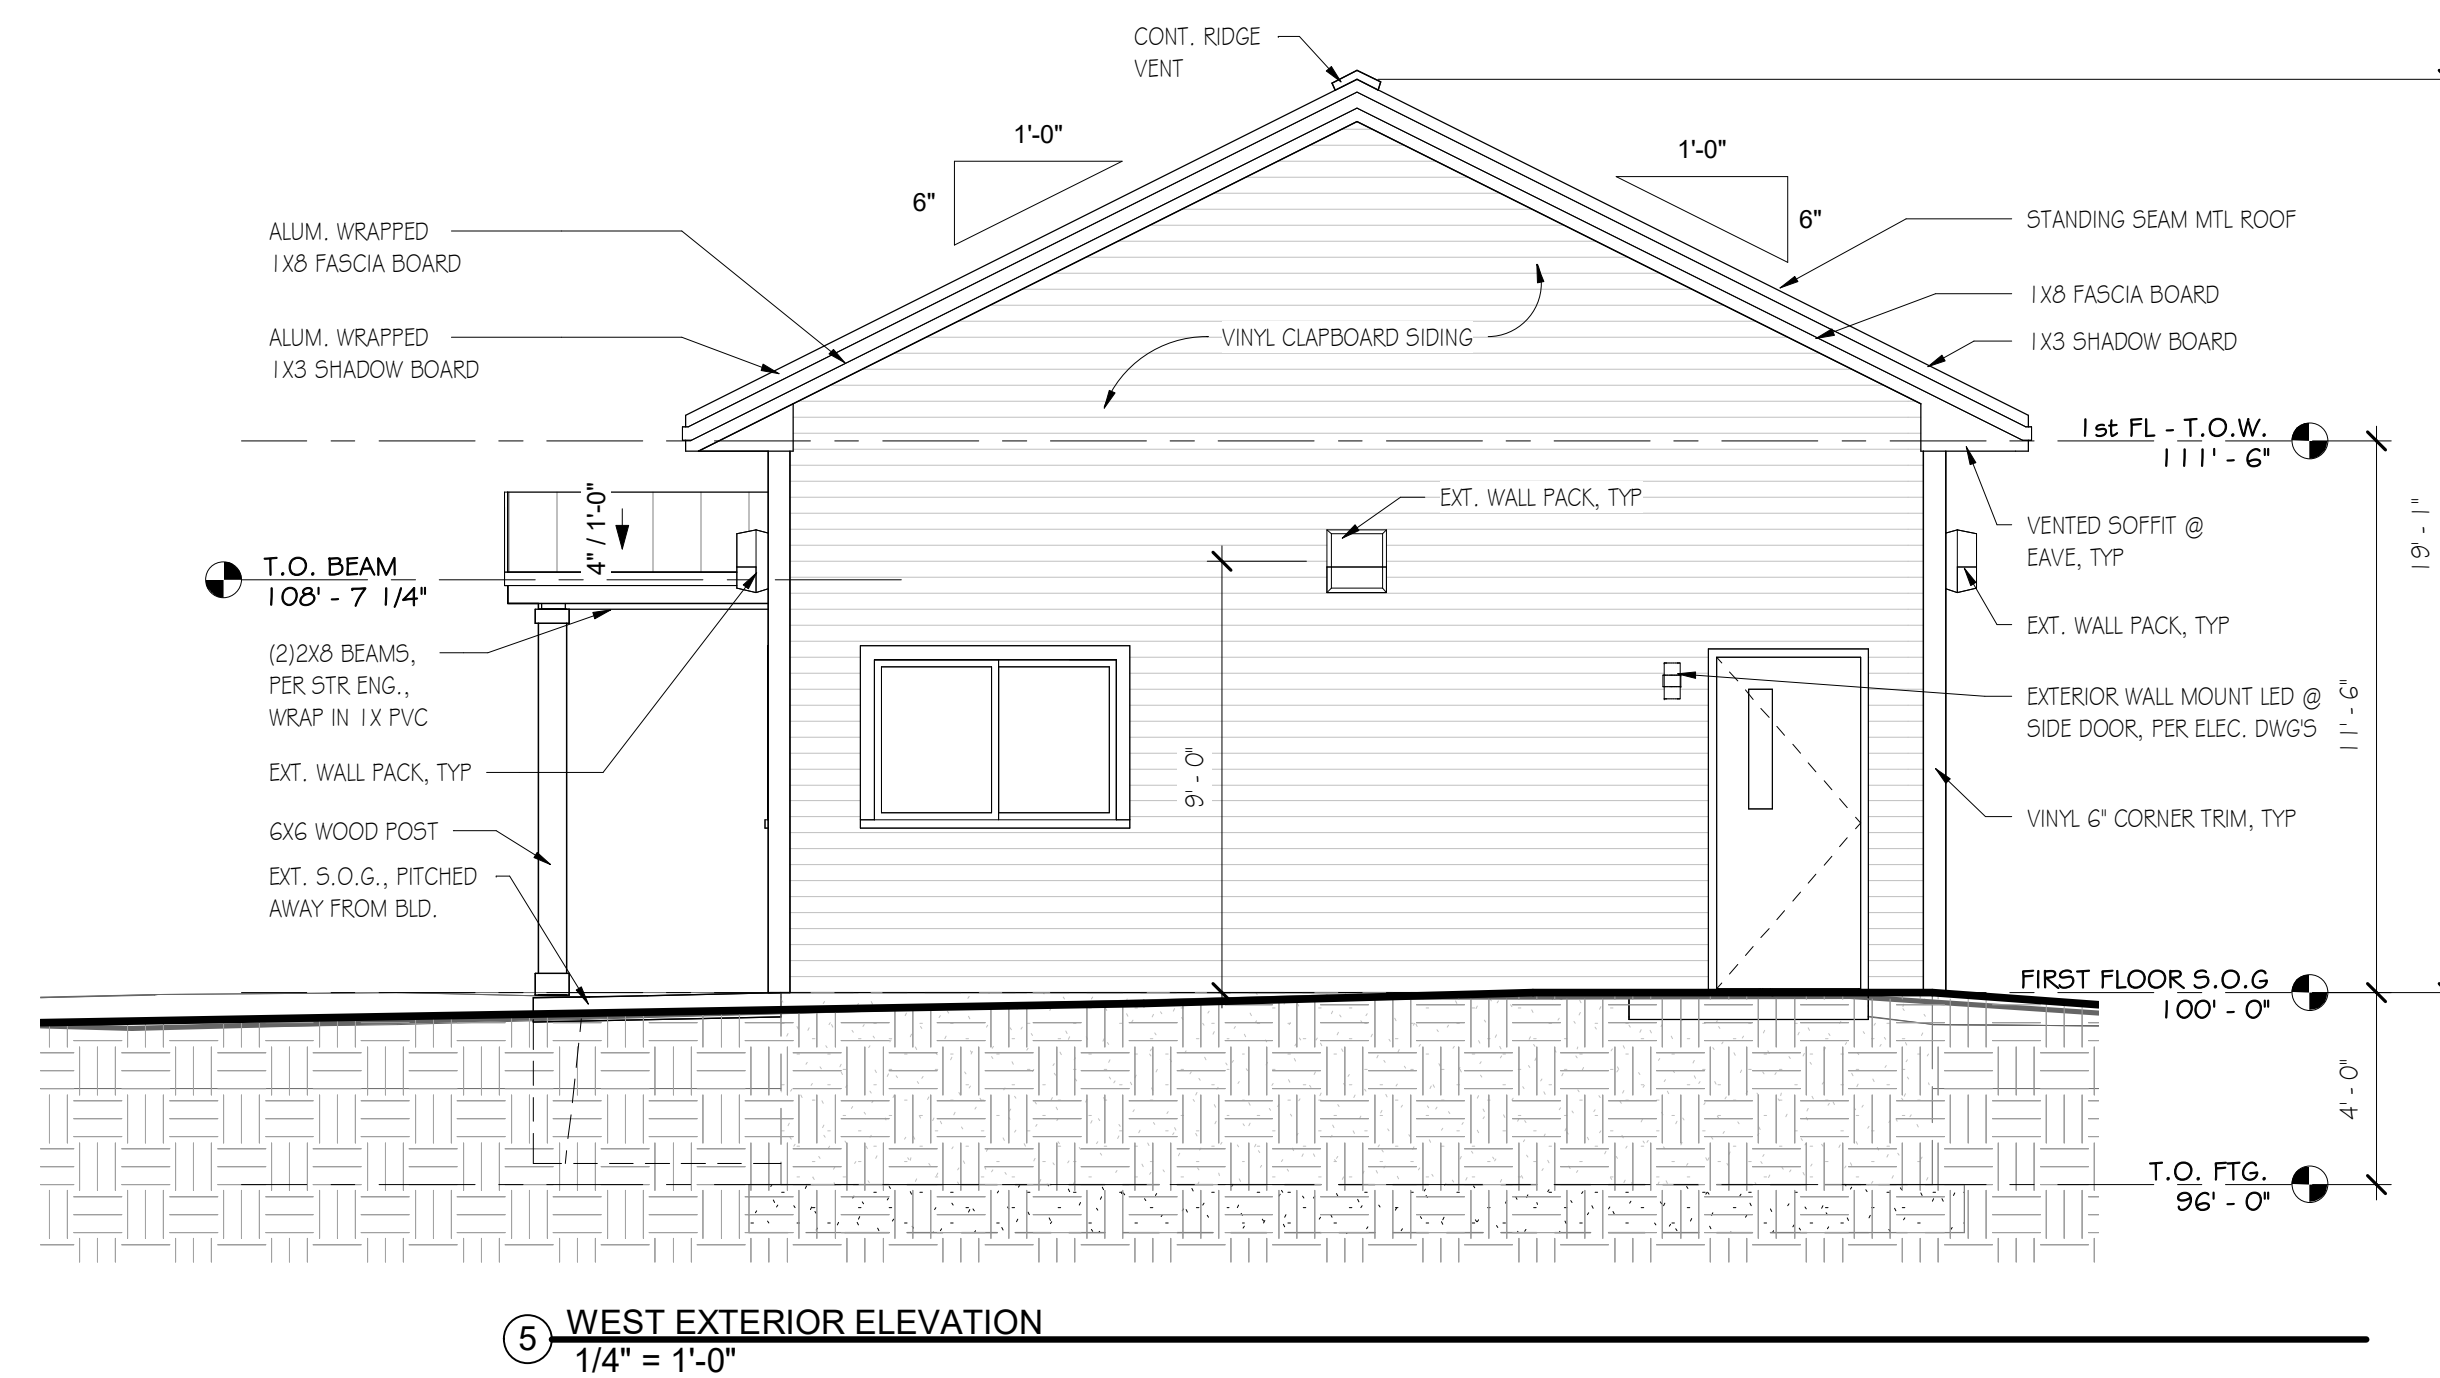 CONT. RIDGE
VENT
1'-0"
6"
1'-0"
6"
ALUM. WRAPPED
1X8 FASCIA BOARD
ALUM. WRAPPED
1X3 SHADOW BOARD
VINYL CLAPBOARD SIDING
STANDING SEAM MTL ROOF
1X8 FASCIA BOARD
1X3 SHADOW BOARD
1st FL - T.O.W.
111' - 6"
EXT. WALL PACK, TYP
4" / 1'-0"
T.O. BEAM
108' - 7 1/4"
VENTED SOFFIT @
EAVE, TYP
19' - 1"
EXT. WALL PACK, TYP
(2)2X8 BEAMS,
PER STR ENG.,
WRAP IN 1X PVC
EXTERIOR WALL MOUNT LED @
SIDE DOOR, PER ELEC. DWG'S
11' - 6"
EXT. WALL PACK, TYP
9' - 0"
6X6 WOOD POST
VINYL 6" CORNER TRIM, TYP
EXT. S.O.G., PITCHED
AWAY FROM BLD.
FIRST FLOOR S.O.G
100' - 0"
4' - 0"
T.O. FTG.
96' - 0"
5
WEST EXTERIOR ELEVATION
1/4" = 1'-0"